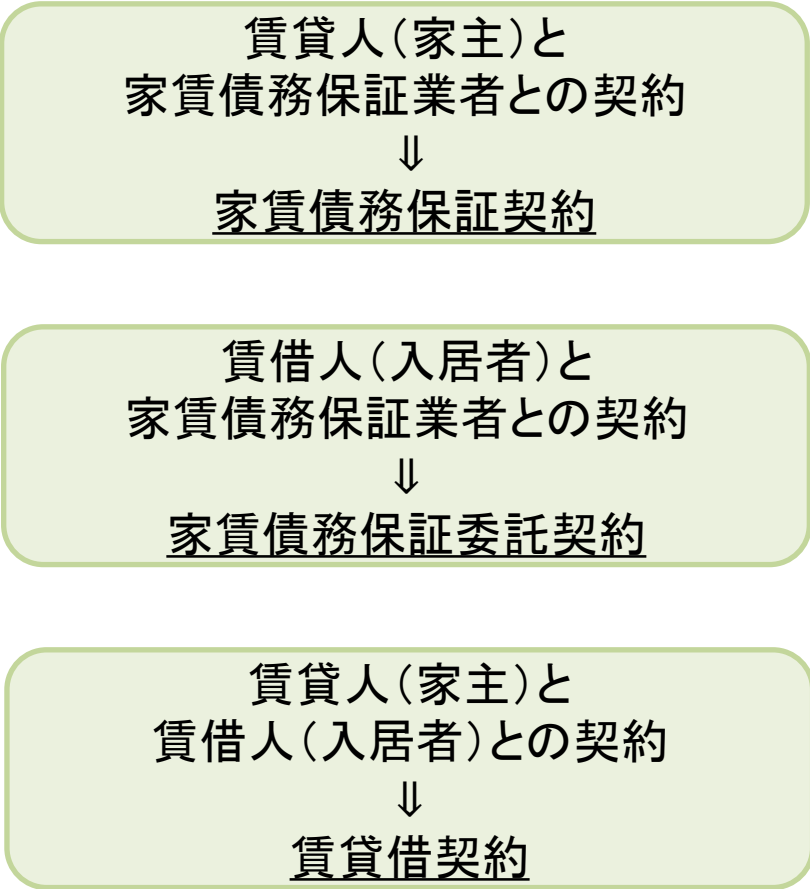 賃貸人（家主）と
家賃債務保証業者との契約
⇓
家賃債務保証契約
賃借人（入居者）と
家賃債務保証業者との契約
⇓
家賃債務保証委託契約
賃貸人（家主）と
賃借人（入居者）との契約
⇓
賃貸借契約